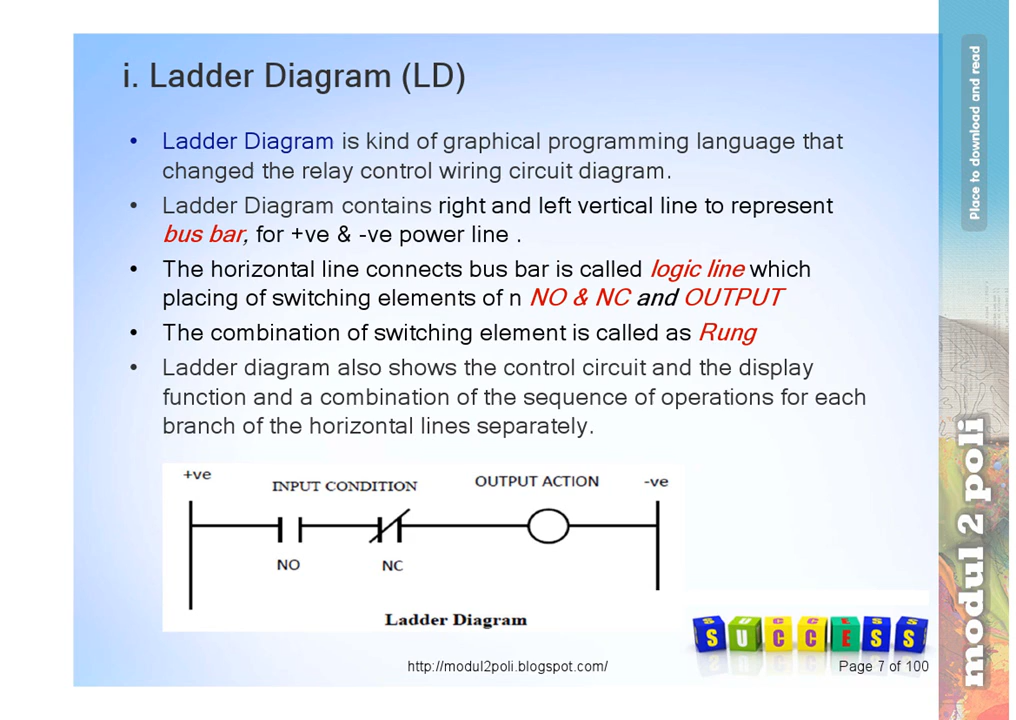 i. Ladder Diagram (LD)
• Ladder Diagram is kind of graphical programming language that
changed the relay control wiring circuit diagram.
• Ladder Diagram contains right and left vertical line to represent
bus bar, for +ve & -ve power line .
• The horizontal line connects bus bar is called logic line which
placing of switching elements of n NO & NC and OUTPUT
• The combination of switching element is called as Rung
• Ladder diagram also shows the control circuit and the display
function and a combination of the sequence of operations for each
branch of the horizontal lines separately.
+ve
INPUT CONDITION
OUTPUT ACTION
-ve
NO
NC
Ladder Diagram
SUCCESS
http://modul2poli.blogspot.com/
Page 7 of 100
Place to download and read
modul 2 poli